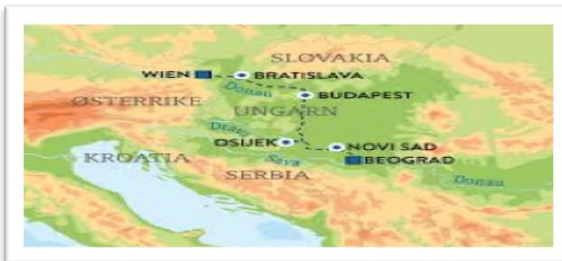 SLOVAKIA
WIEN
BRATISLAVA
Donau
BUDAPEST
ØSTERRIKE
UNGARN
Drau
OSIJEK
NOVI SAD
KROATIA
Sava
BEOGRAD
SERBIA
Donau